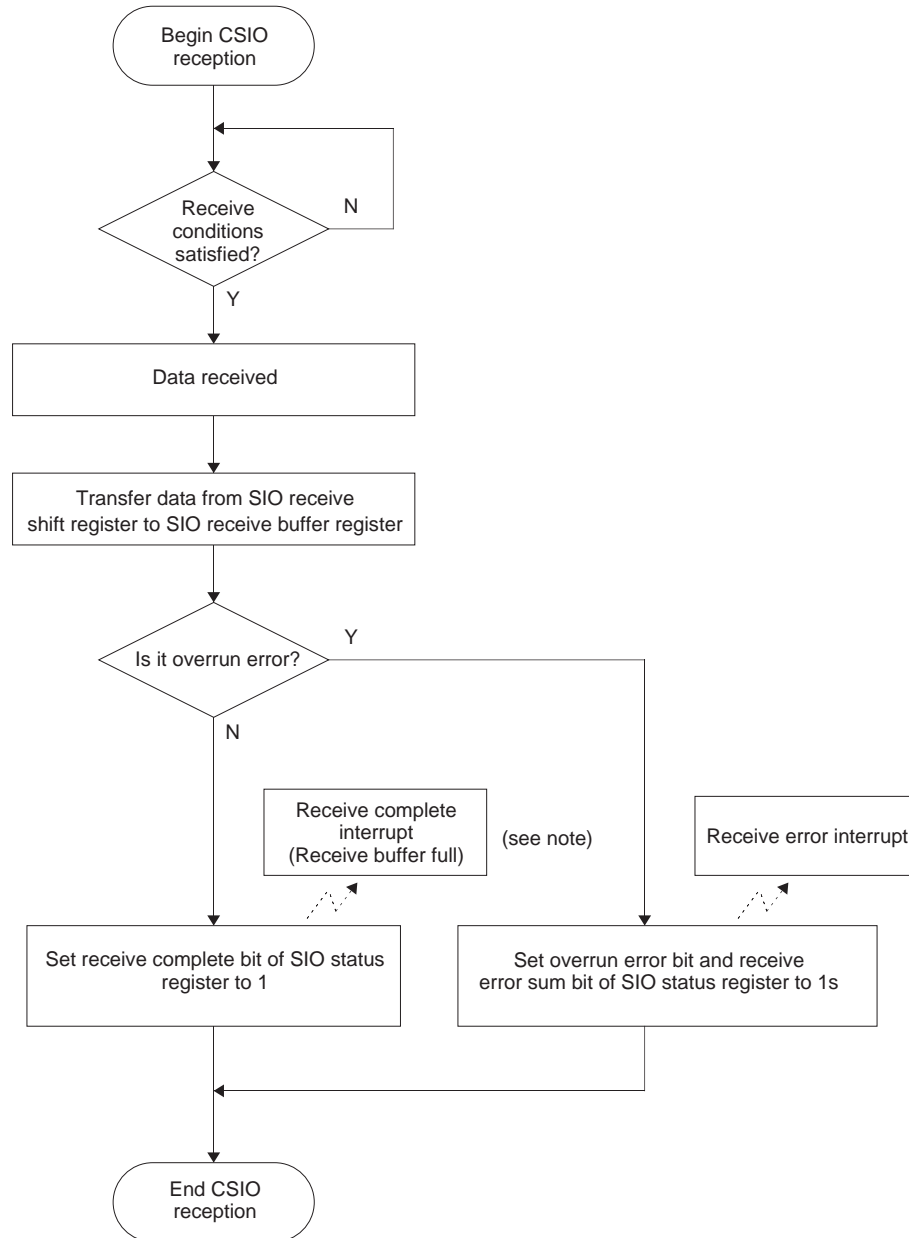 Begin CSIO
reception
Receive
conditions
satisfied?
N
Y
Data received
Transfer data from SIO receive
shift register to SIO receive buffer register
Is it overrun error?
Y
N
Receive complete
interrupt
(Receive buffer full)
(see note)
Receive error interrupt
Set receive complete bit of SIO status
register to 1
Set overrun error bit and receive
error sum bit of SIO status register to 1s
End CSIO
reception